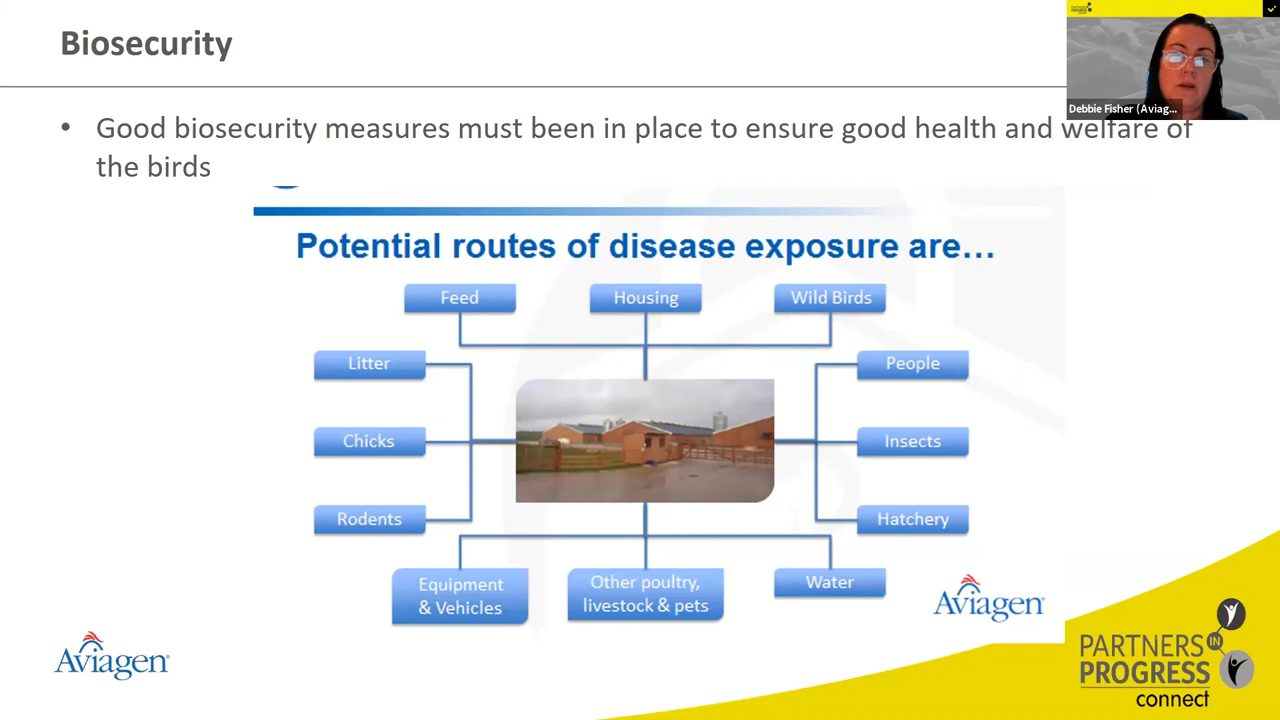 Biosecurity
Debbie Fisher (Aviag...
• Good biosecurity measures must been in place to ensure good health and welfare of
the birds
Potential routes of disease exposure are...
Feed
Housing
Wild Birds
Litter
People
Chicks
Insects
Rodents
Hatchery
Equipment
& Vehicles
Other poultry,
livestock & pets
Water
Aviagen
Aviagen
PARTNERS IN
PROGRESS
connect